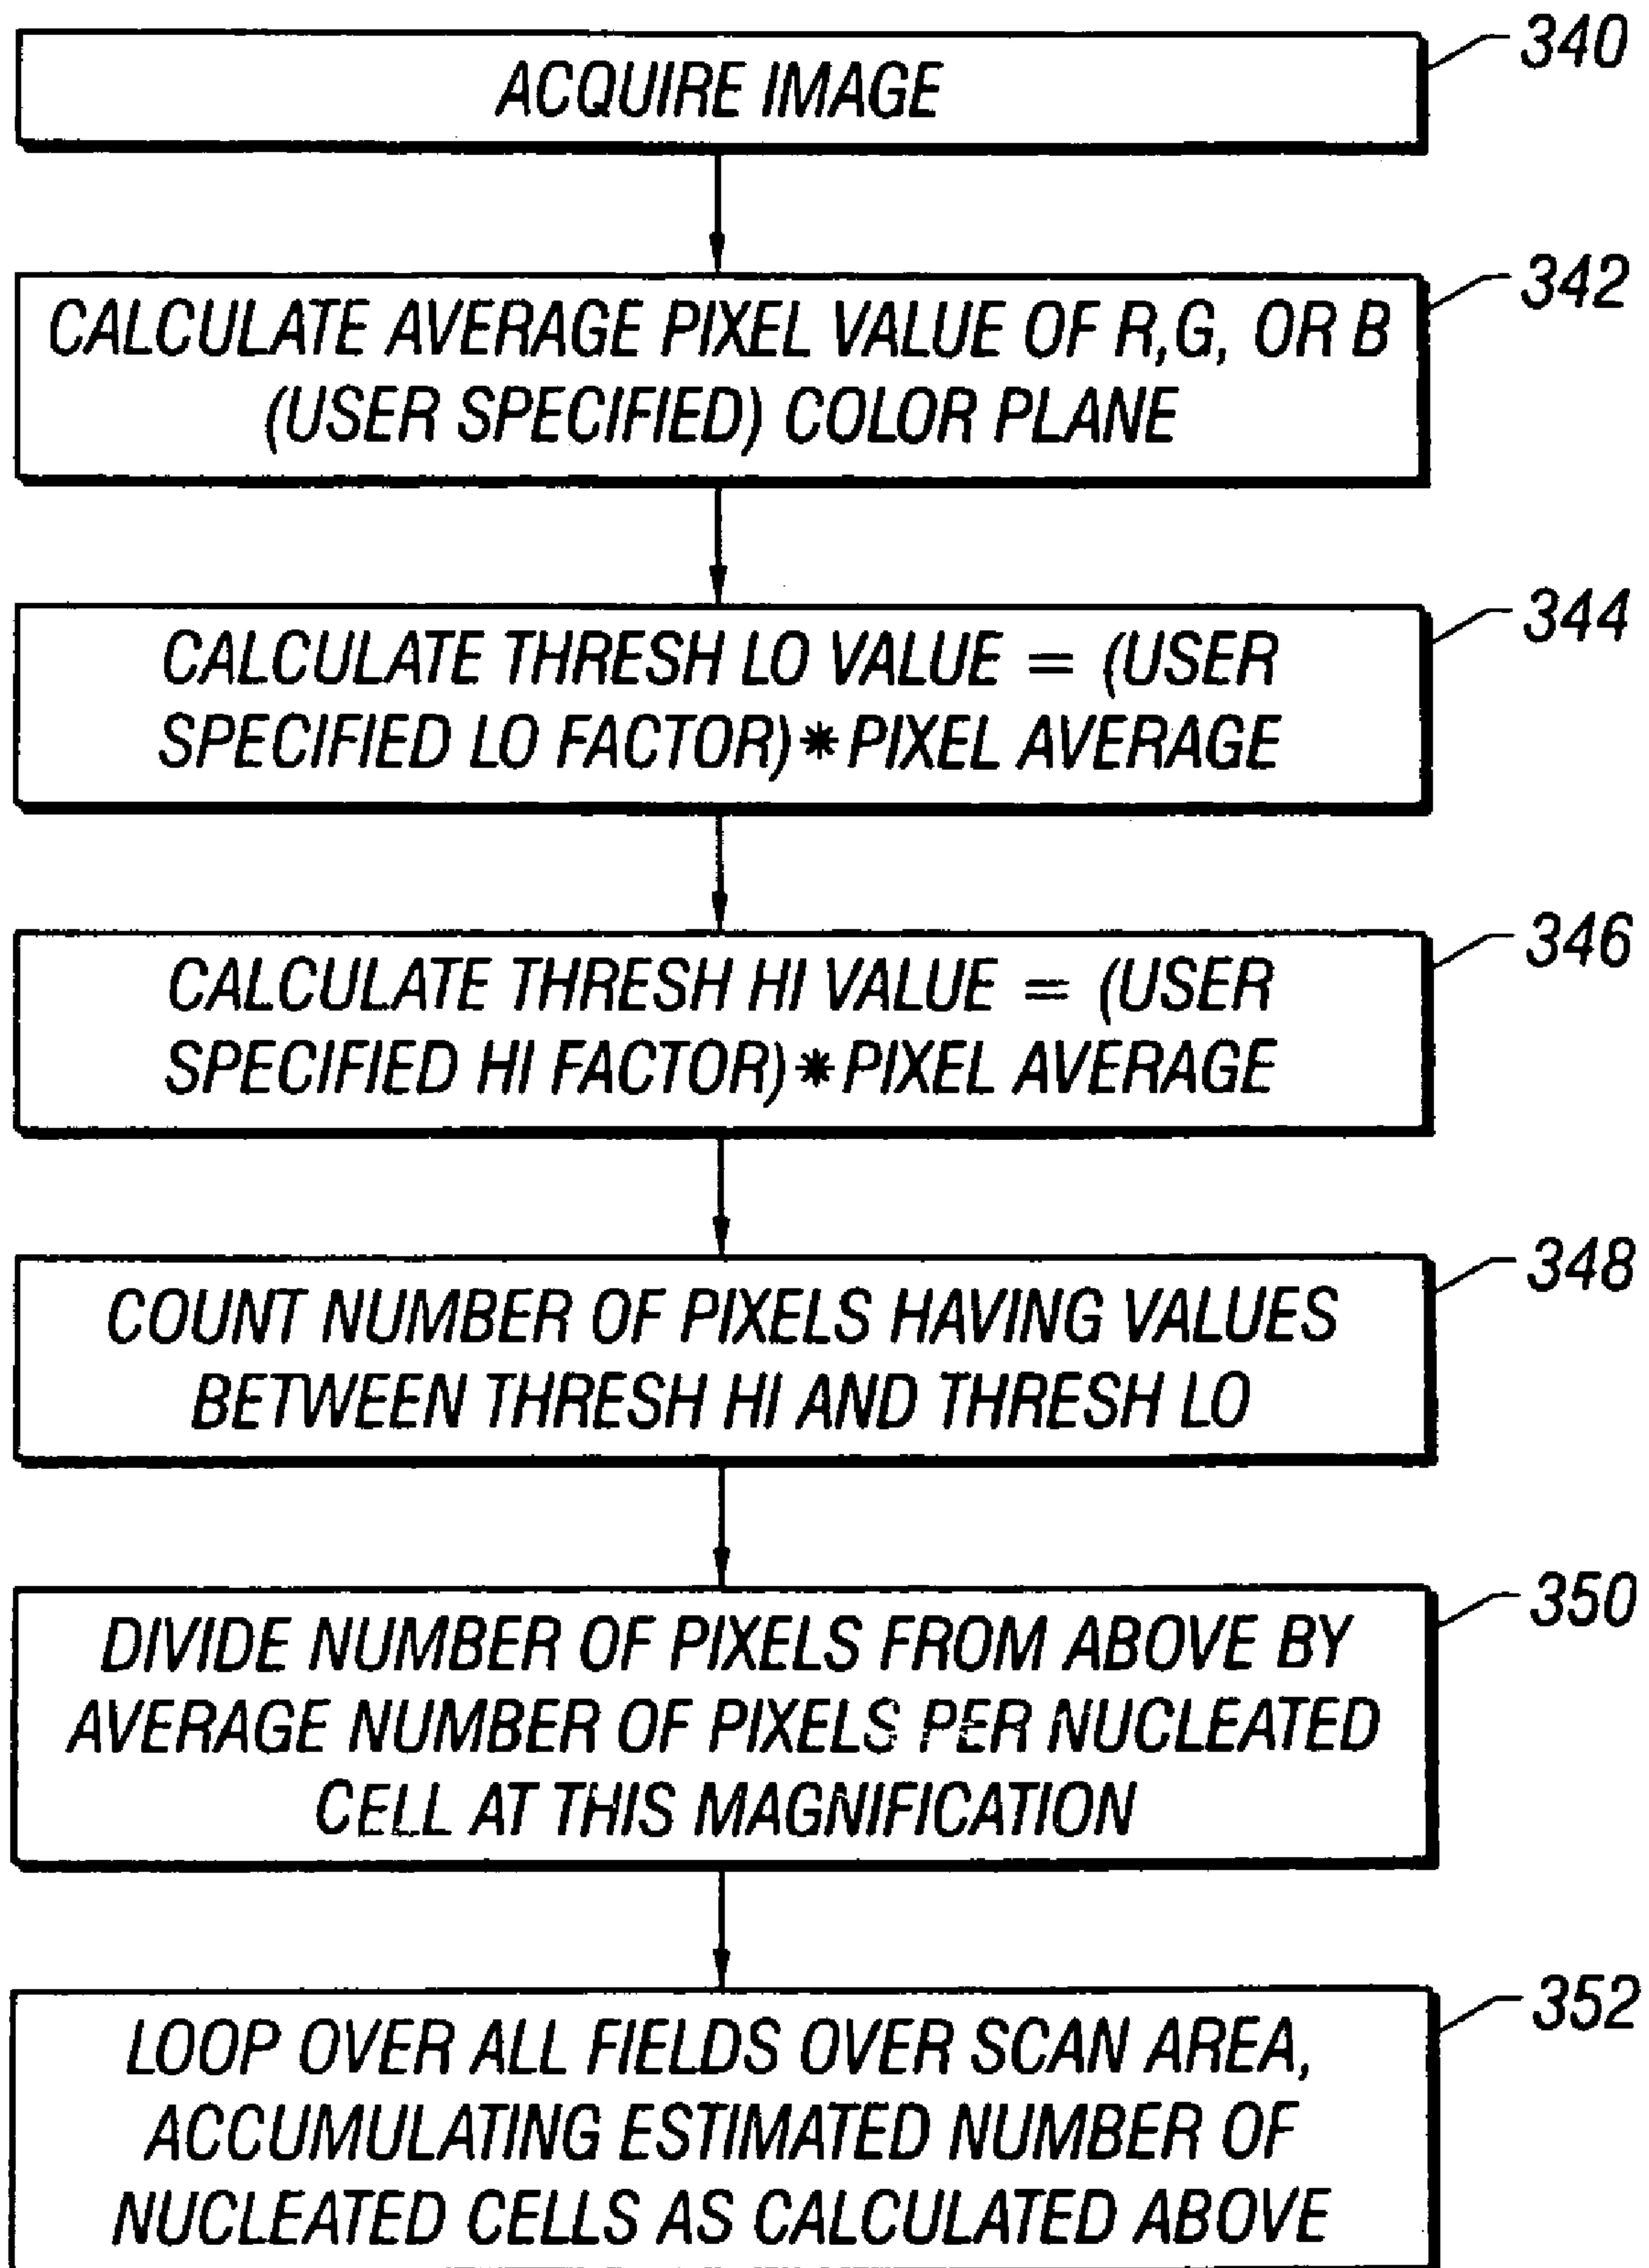 ACQUIRE IMAGE
340
CALCULATE AVERAGE PIXEL VALUE OF R,G, OR B
(USER SPECIFIED) COLOR PLANE
342
CALCULATE THRESH LO VALUE = (USER
SPECIFIED LO FACTOR)*PIXEL AVERAGE
344
CALCULATE THRESH HI VALUE = (USER
SPECIFIED HI FACTOR)*PIXEL AVERAGE
346
COUNT NUMBER OF PIXELS HAVING VALUES
BETWEEN THRESH HI AND THRESH LO
348
DIVIDE NUMBER OF PIXELS FROM ABOVE BY
AVERAGE NUMBER OF PIXELS PER NUCLEATED
CELL AT THIS MAGNIFICATION
350
LOOP OVER ALL FIELDS OVER SCAN AREA,
ACCUMULATING ESTIMATED NUMBER OF
NUCLEATED CELLS AS CALCULATED ABOVE
352